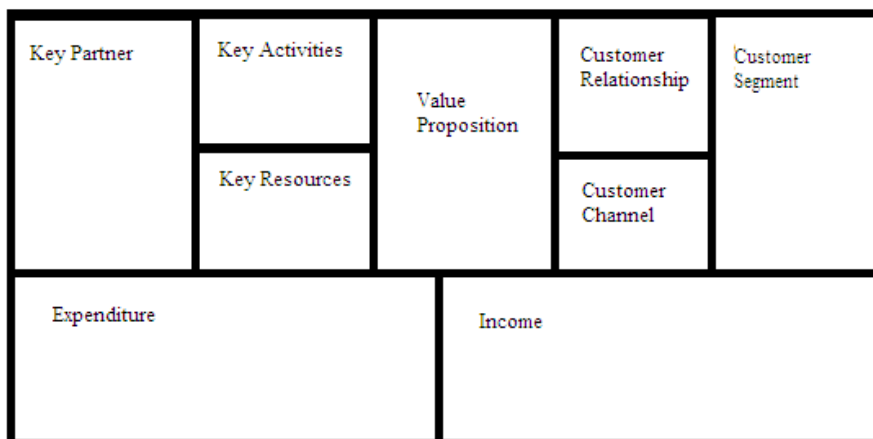 Key Partner
Key Activities
Key Resources
Value
Proposition
Customer
Relationship
Customer
Channel
Customer
Segment
Expenditure
Income